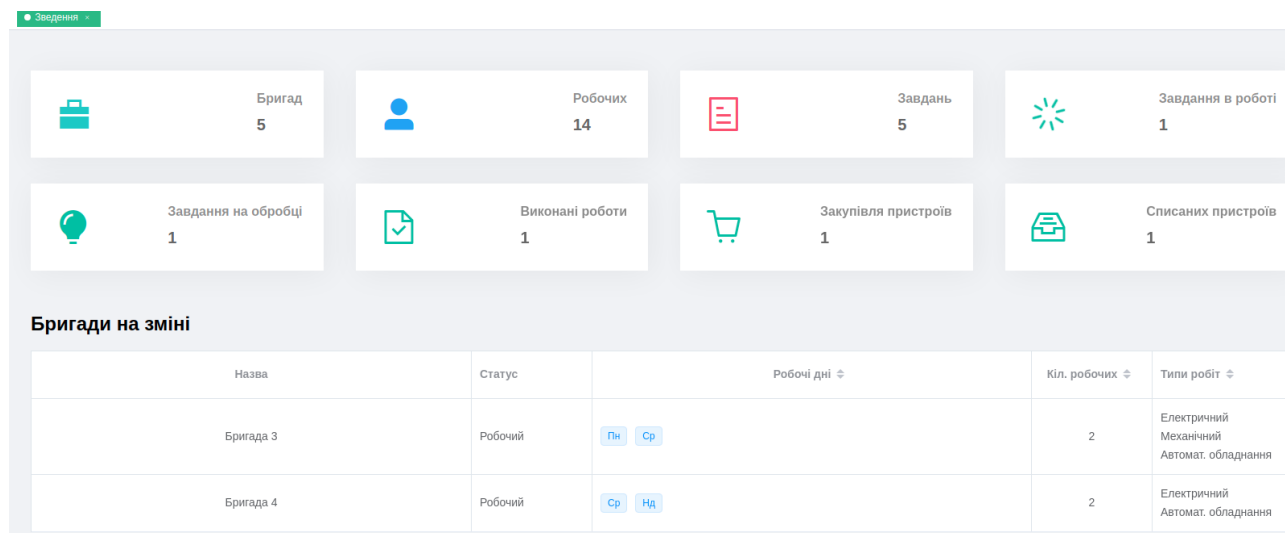 Зведення ×
Бригад
5
Робочих
14
Завдань
5
Завдання в роботі
1
Завдання на обробці
1
Виконані роботи
1
Закупівля пристроїв
1
Списаних пристроїв
1
Бригади на зміні
Назва Статус Робочі дні Кіл. робочих Типи робіт
Бригада 3 Робочий Пн Ср 2 Електричний
Механічний
Автомат. обладнання
Бригада 4 Робочий Ср Нд 2 Електричний
Автомат. обладнання